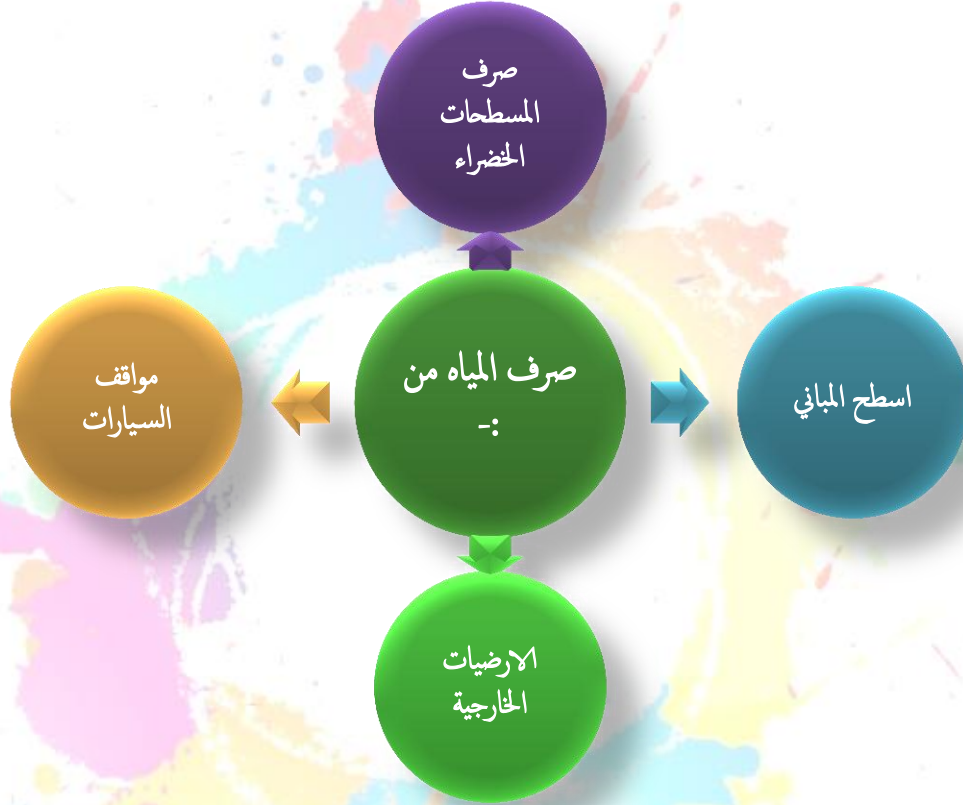 صرف
المسطحات
الخضراء
صرف المياه من
:-
اسطح المباني
مواقف
السيارات
الارضيات
الخارجية